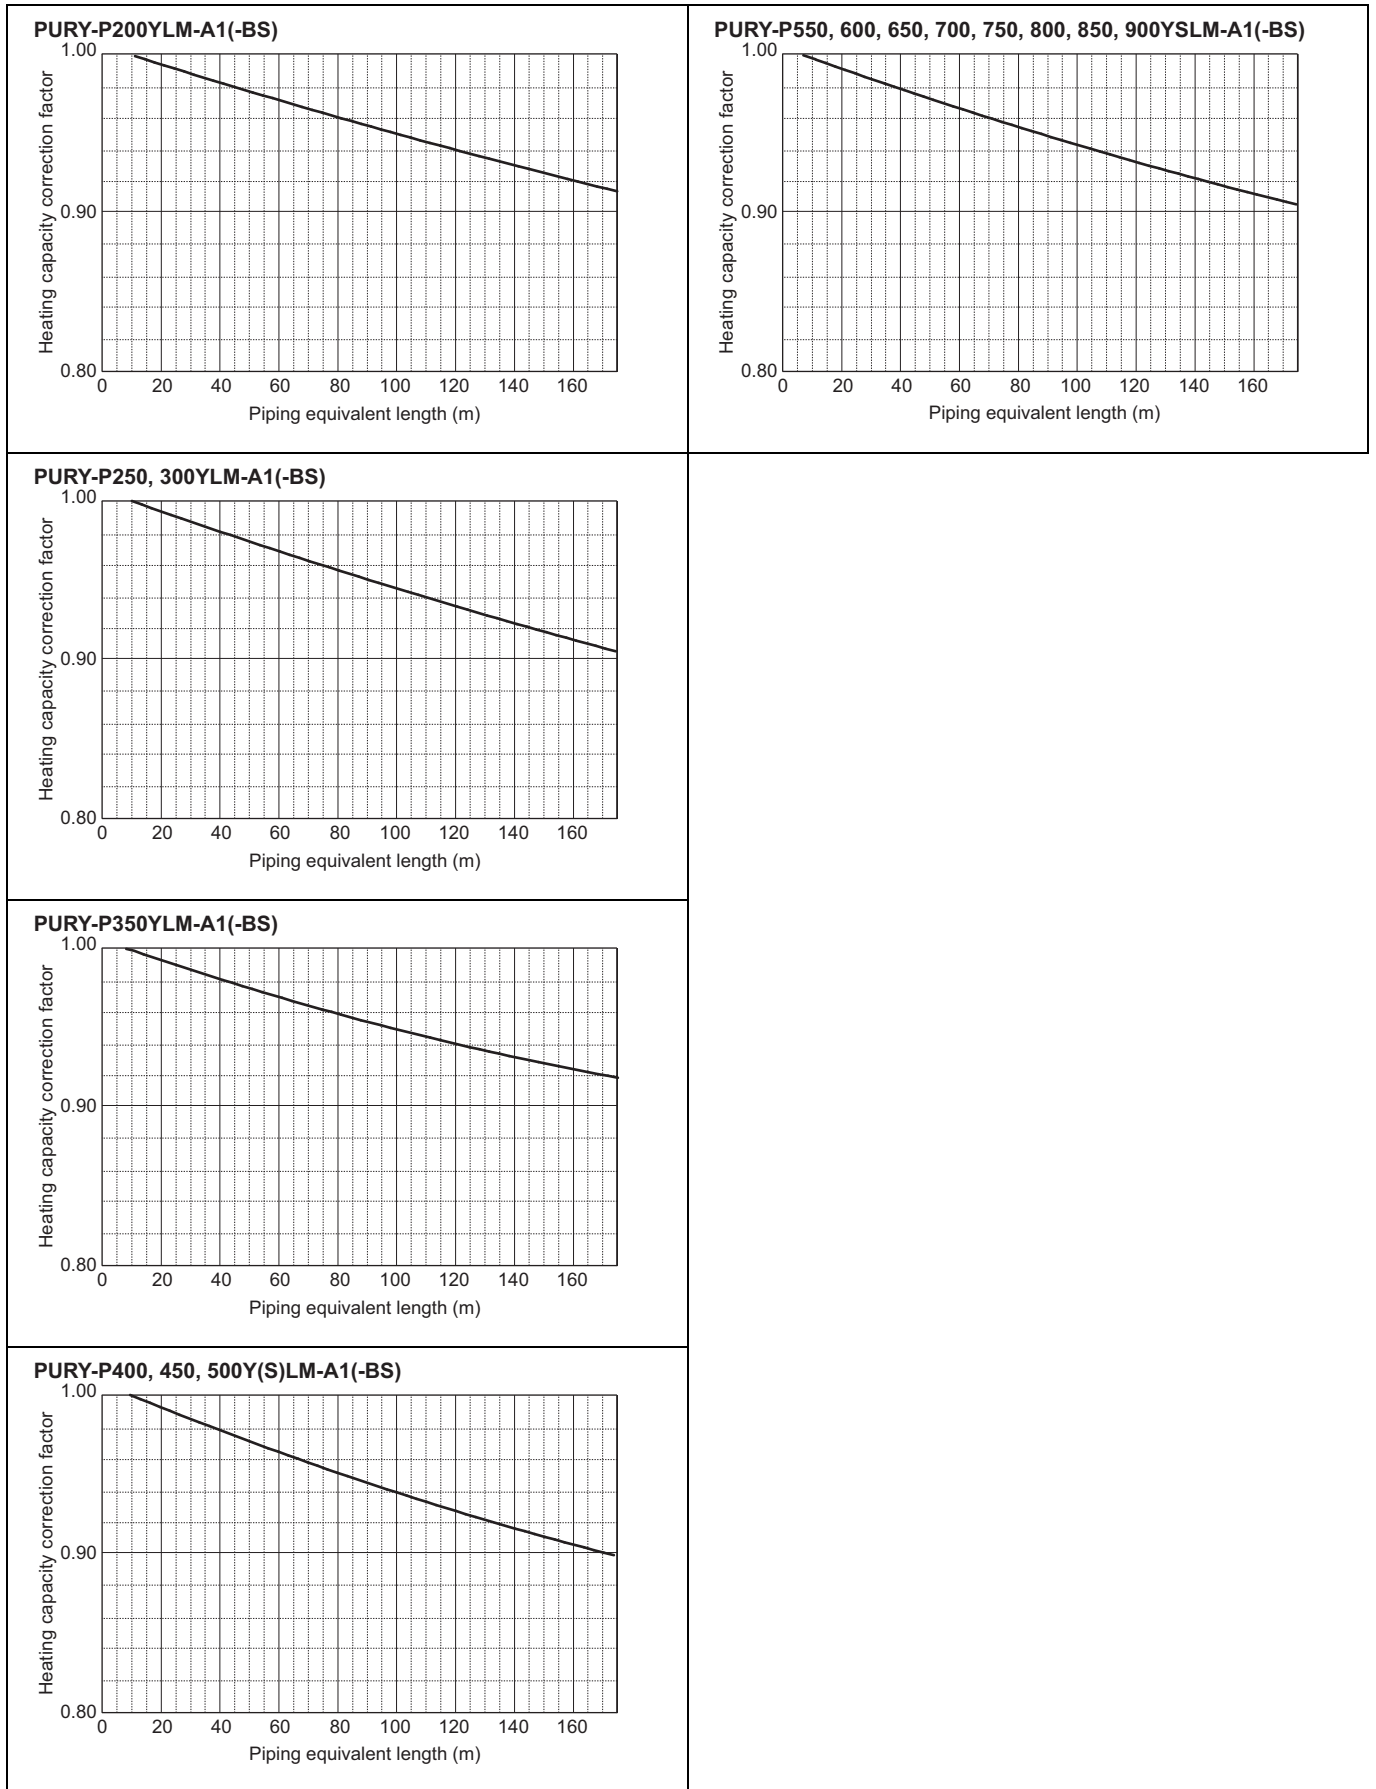 PURY-P200YLM-A1(-BS)
1.00
0.90
0.80
Heating capacity correction factor
0 20 40 60 80 100 120 140 160
Piping equivalent length (m)
PURY-P550, 600, 650, 700, 750, 800, 850, 900YSLM-A1(-BS)
1.00
0.90
0.80
Heating capacity correction factor
0 20 40 60 80 100 120 140 160
Piping equivalent length (m)
PURY-P250, 300YLM-A1(-BS)
1.00
0.90
0.80
Heating capacity correction factor
0 20 40 60 80 100 120 140 160
Piping equivalent length (m)
PURY-P350YLM-A1(-BS)
1.00
0.90
0.80
Heating capacity correction factor
0 20 40 60 80 100 120 140 160
Piping equivalent length (m)
PURY-P400, 450, 500Y(S)LM-A1(-BS)
1.00
0.90
0.80
Heating capacity correction factor
0 20 40 60 80 100 120 140 160
Piping equivalent length (m)